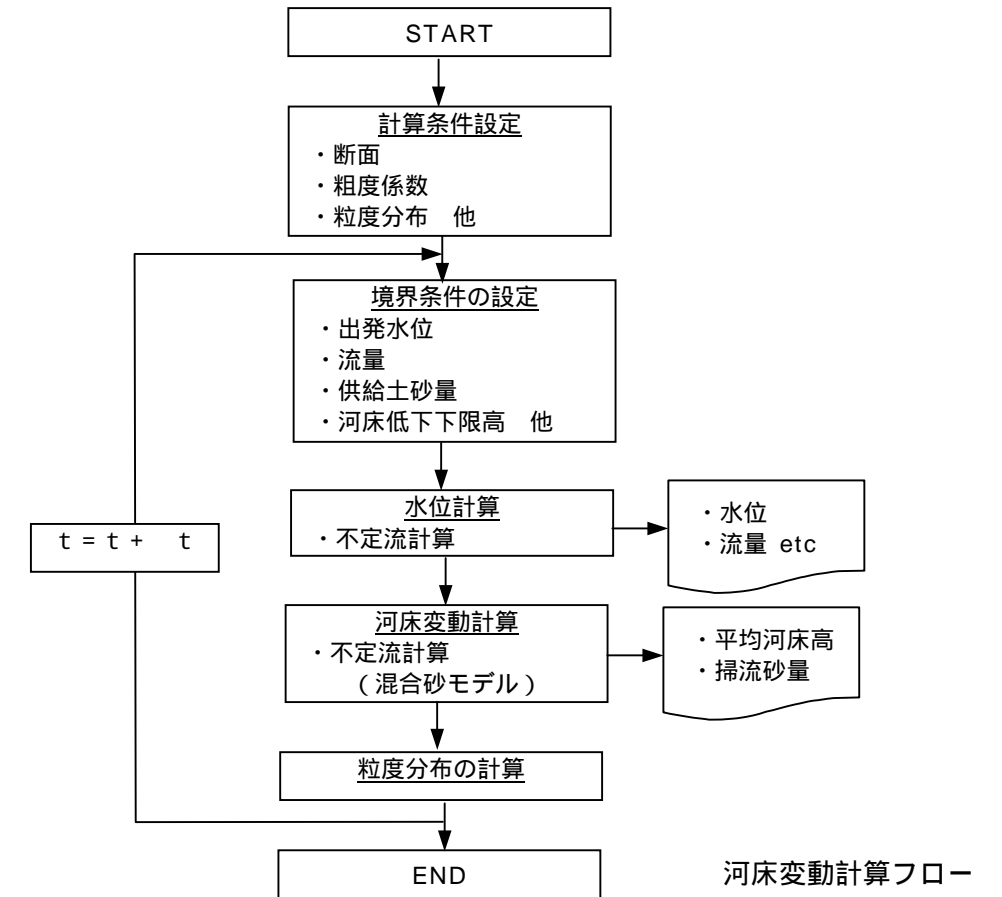 START
計算条件設定
・断面
・粗度係数
・粒度分布　他
境界条件の設定
・出発水位
・流量
・供給土砂量
・河床低下下限高　他
水位計算
・不定流計算
・水位
・流量 etc
t = t +　t
河床変動計算
・不定流計算
（混合砂モデル）
・平均河床高
・掃流砂量
粒度分布の計算
END
河床変動計算フロー